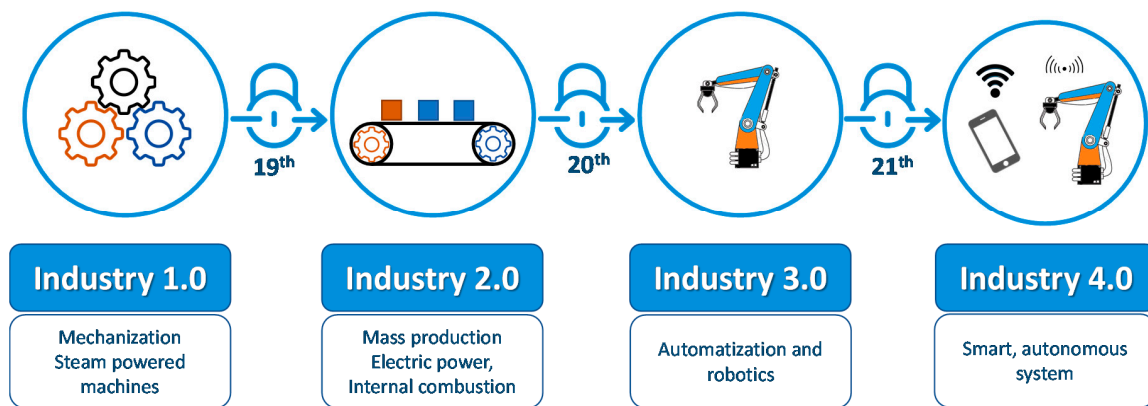 19th
20th
21th
Industry 1.0
Industry 2.0
Industry 3.0
Industry 4.0
Mechanization
Steam powered
machines
Mass production
Electric power,
Internal combustion
Automatization and
robotics
Smart, autonomous
system